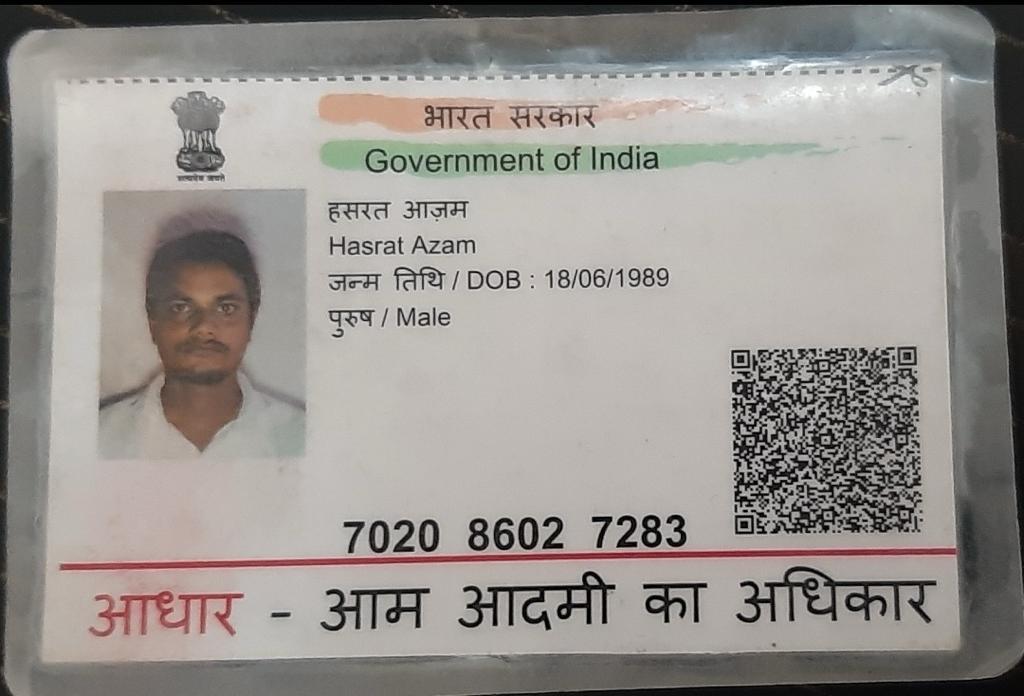 भारत सरकार
Government of India
सत्यमेव जयते
हसरत आज़म
Hasrat Azam
जन्म तिथि / DOB : 18/06/1989
पुरुष / Male
7020 8602 7283
आधार - आम आदमी का अधिकार